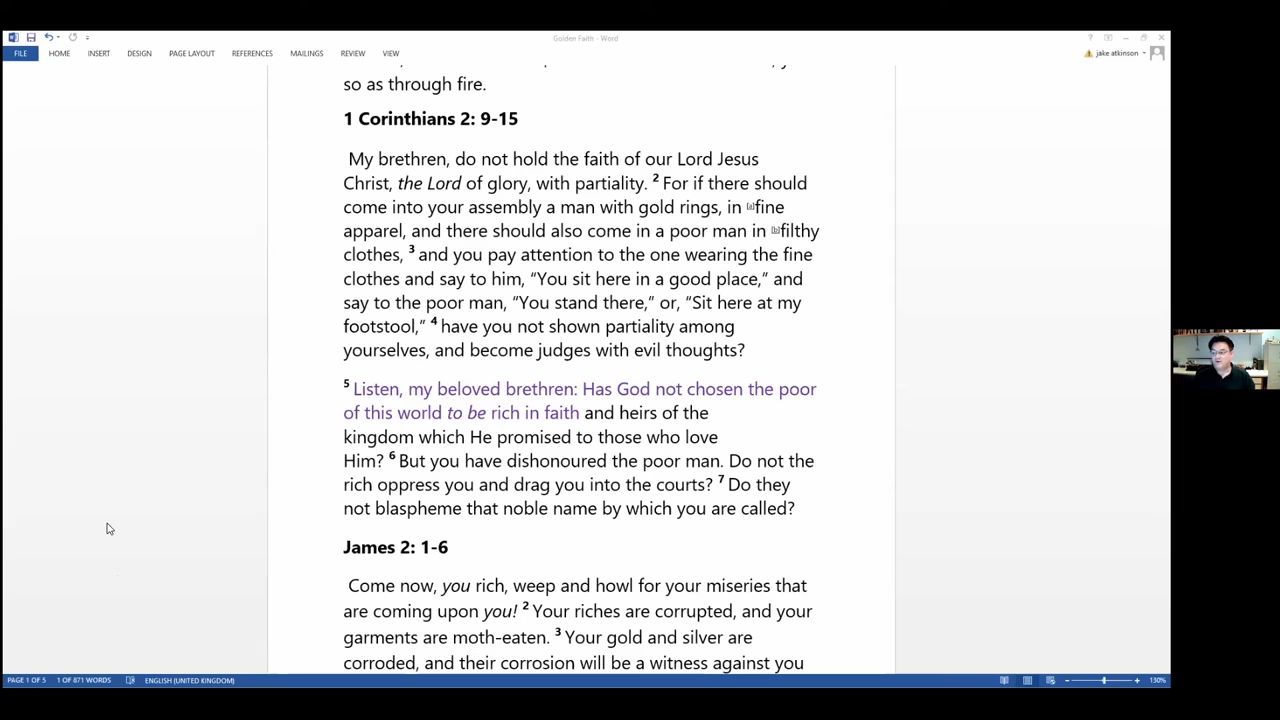 Golden Faith - Word
FILE HOME INSERT DESIGN PAGE LAYOUT REFERENCES MAILINGS REVIEW VIEW
jake atkinson
so as through fire.
1 Corinthians 2: 9-15
My brethren, do not hold the faith of our Lord Jesus
Christ, the Lord of glory, with partiality. 2 For if there should
come into your assembly a man with gold rings, in [a]fine
apparel, and there should also come in a poor man in [b]filthy
clothes, 3 and you pay attention to the one wearing the fine
clothes and say to him, “You sit here in a good place,” and
say to the poor man, “You stand there,” or, “Sit here at my
footstool,” 4 have you not shown partiality among
yourselves, and become judges with evil thoughts?
5 Listen, my beloved brethren: Has God not chosen the poor
of this world to be rich in faith and heirs of the
kingdom which He promised to those who love
Him? 6 But you have dishonoured the poor man. Do not the
rich oppress you and drag you into the courts? 7 Do they
not blaspheme that noble name by which you are called?
James 2: 1-6
Come now, you rich, weep and howl for your miseries that
are coming upon you! 2 Your riches are corrupted, and your
garments are moth-eaten. 3 Your gold and silver are
corroded, and their corrosion will be a witness against you
PAGE 1 OF 5 1 OF 871 WORDS ENGLISH (UNITED KINGDOM) 130%